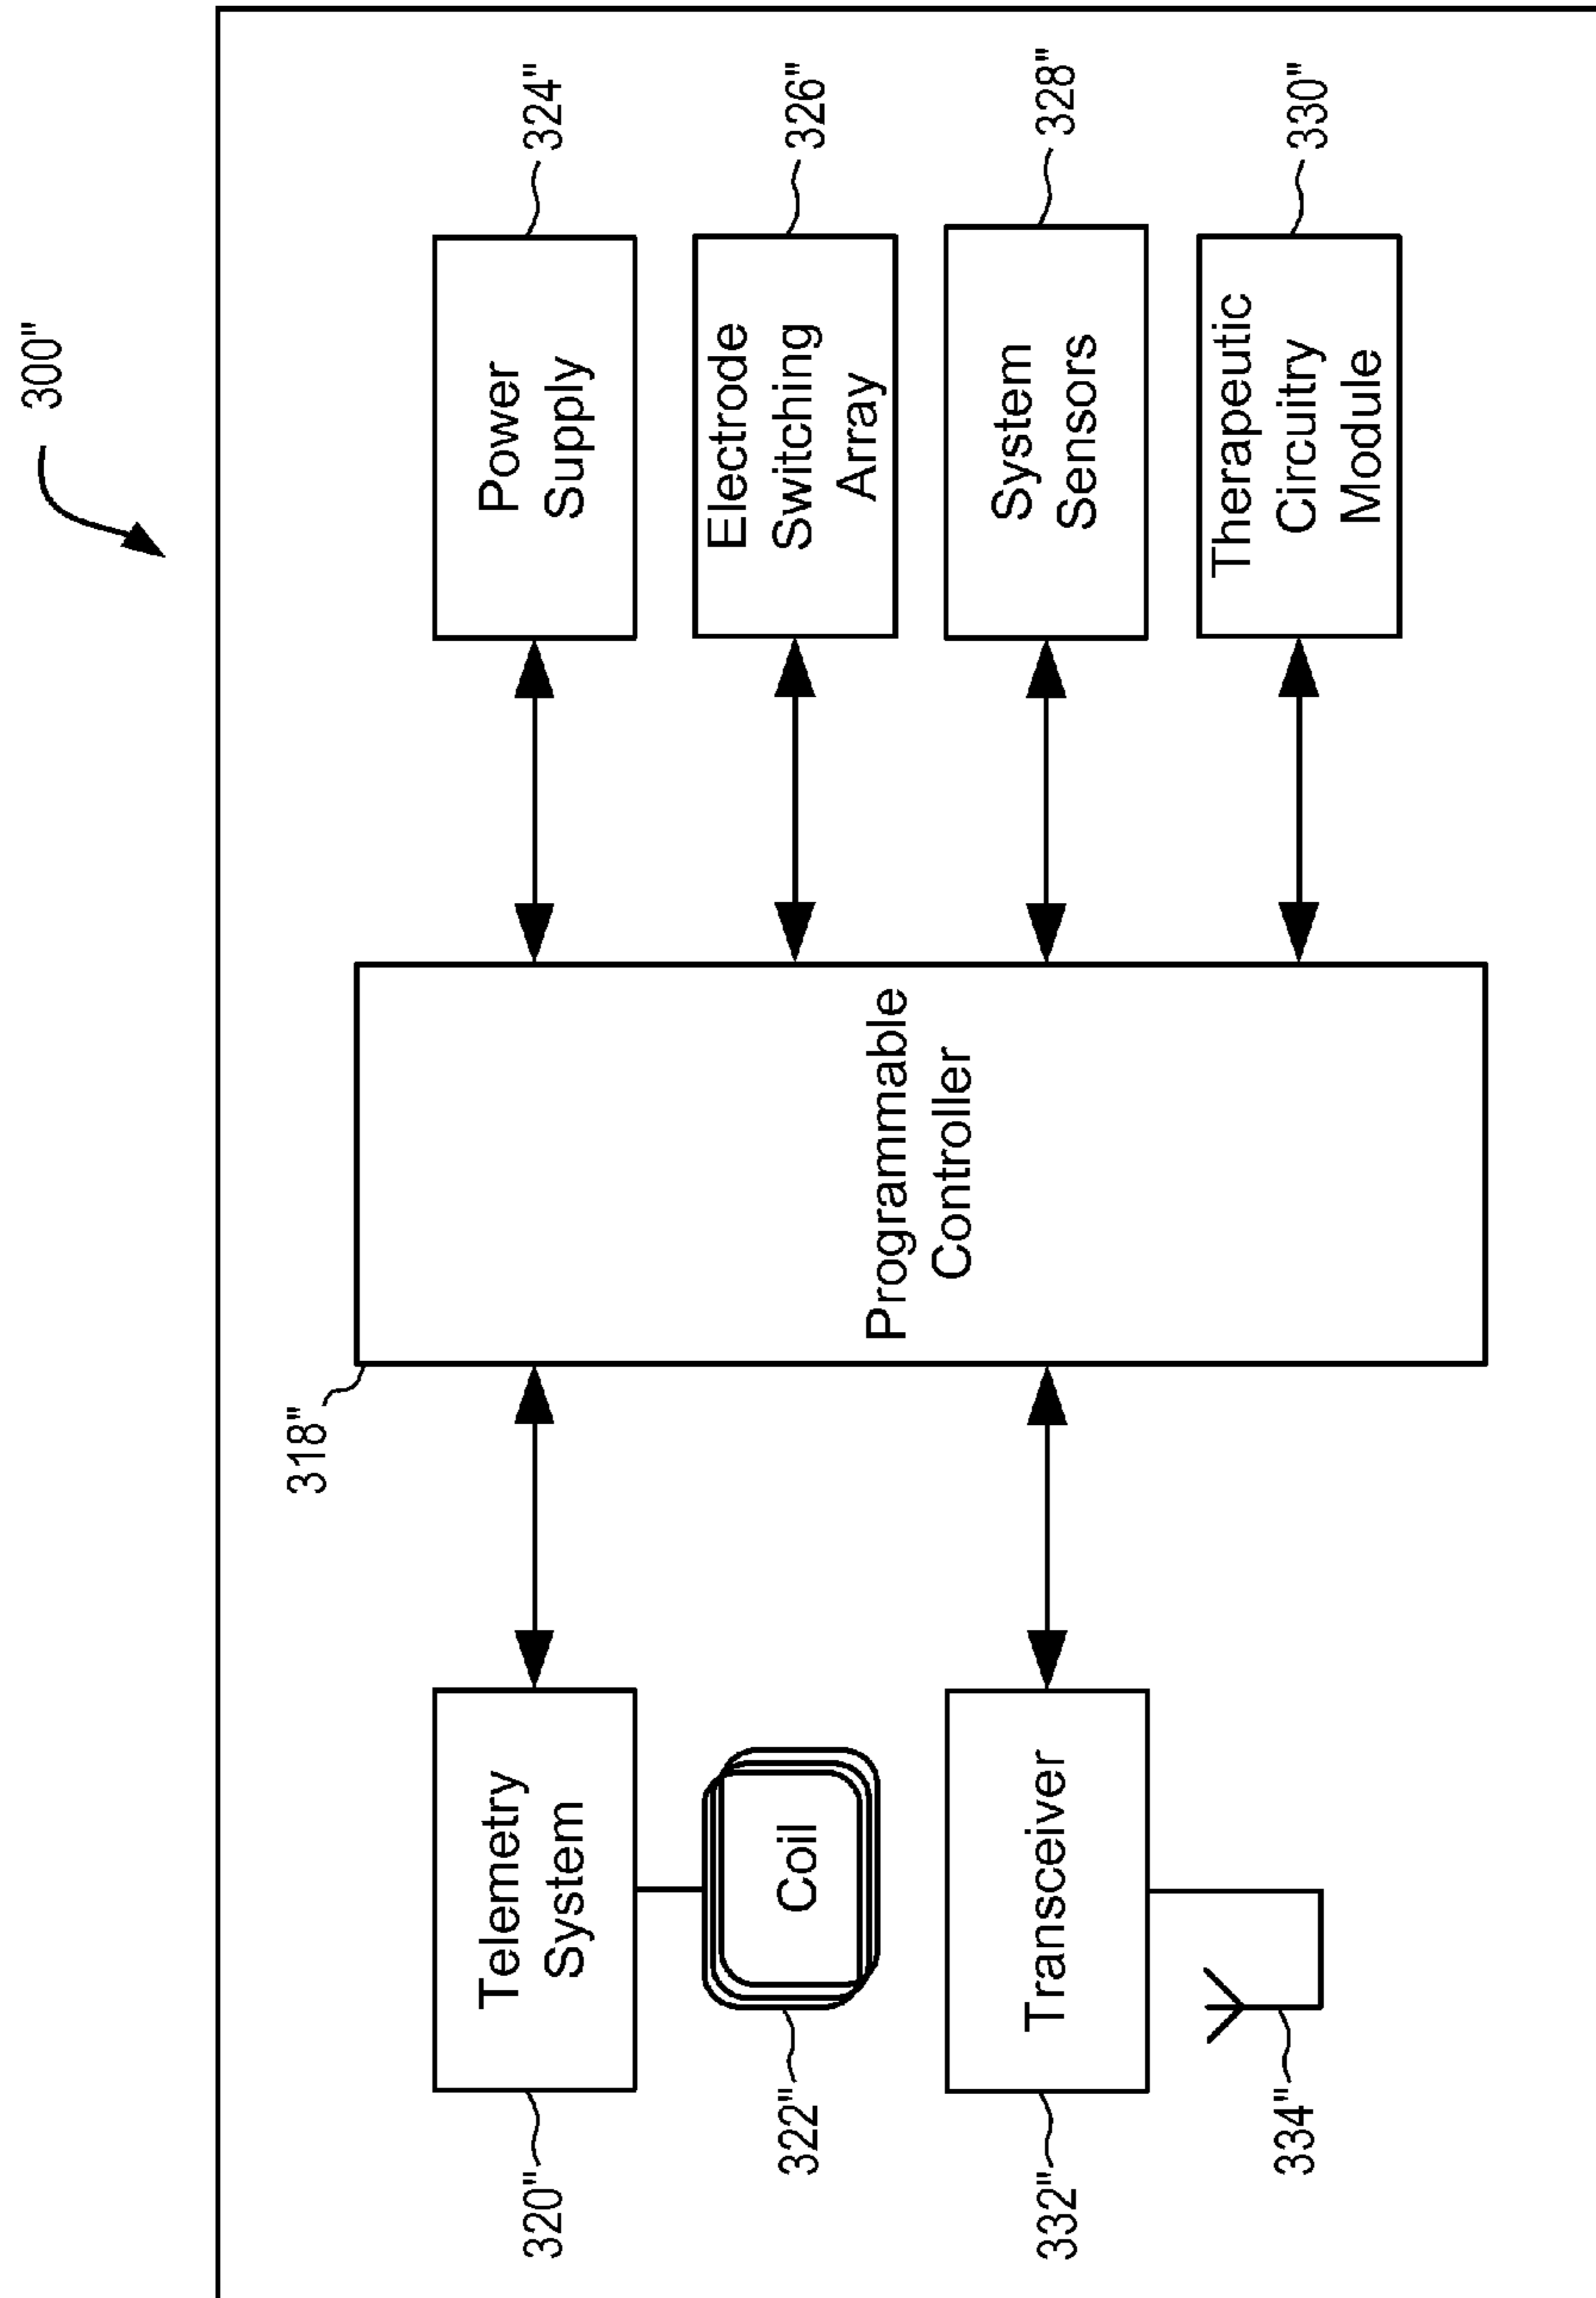 300"
320"
Telemetry
System
318"
Power
Supply
324"
322"
Coil
Programmable
Controller
Electrode
Switching
Array
326"
332"
Transceiver
System
Sensors
328"
334"
Therapeutic
Circuitry
Module
330"